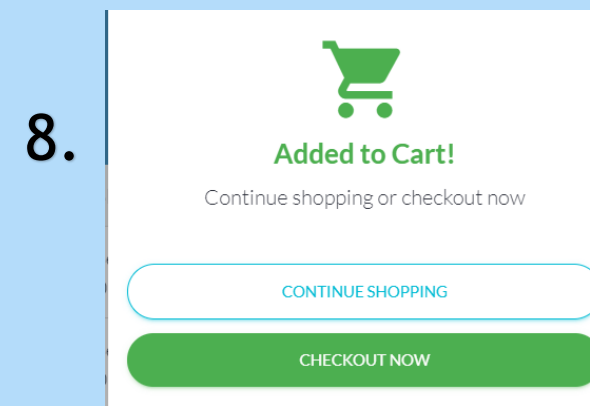 8.
Added to Cart!
Continue shopping or checkout now
CONTINUE SHOPPING
CHECKOUT NOW